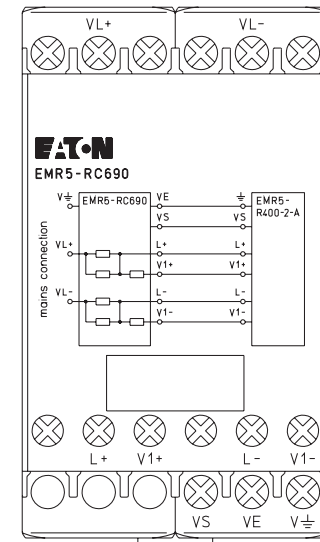 VL+ VL-
EATON
EMR5-RC690
V⏚ EMR5-RC690 VE ⏚ EMR5-R400-2-A
VS VS
VL+ L+ L+
V1+ V1+
VL- L- L-
V1- V1-
mains connection
L+ V1+ L- V1-
VS VE V⏚